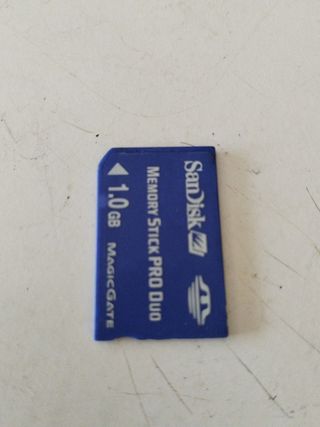 SanDisk
MEMORY STICK PRO DUO
1.0 GB
MAGICGATE